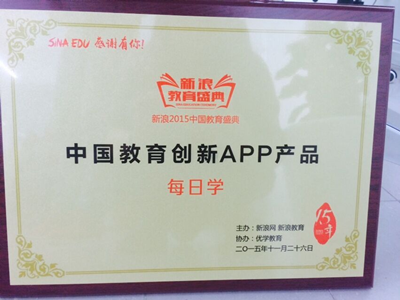 SINA EDU 感谢有你!
新浪
教育盛典
新浪2015中国教育盛典
中国教育创新APP产品
每日学
主办：新浪网 新浪教育
协办：优学教育
二〇一五年十一月二十六日
15年